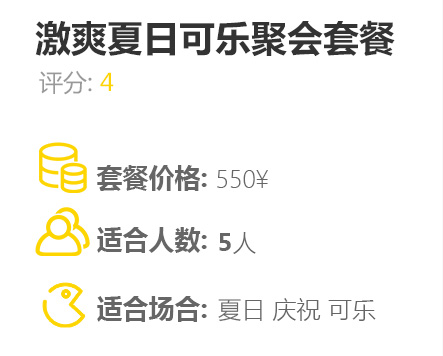 激爽夏日可乐聚会套餐
评分: 4
套餐价格: 550¥
适合人数: 5人
适合场合: 夏日 庆祝 可乐